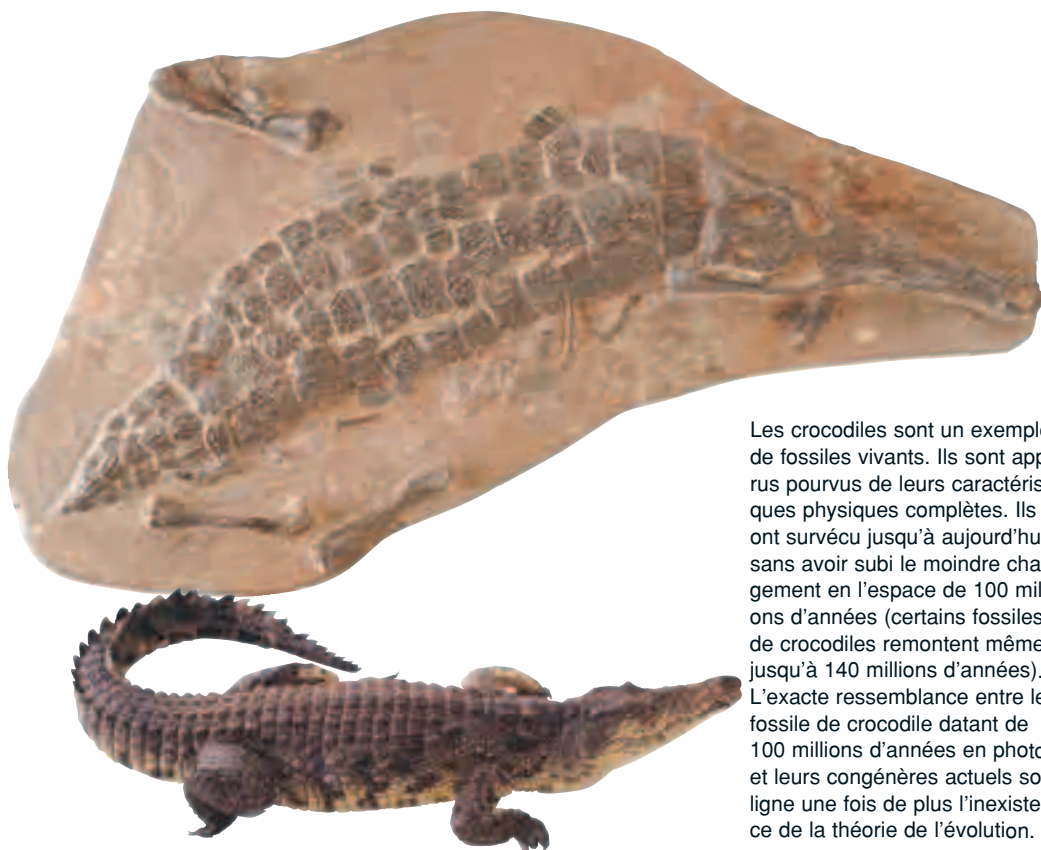 Les crocodiles sont un exemple
de fossiles vivants. Ils sont app
rus pourvus de leurs caractéris
ques physiques complètes. Ils
ont survécu jusqu'à aujourd'hu
sans avoir subi le moindre cha
gement en l'espace de 100 mil
ons d'années (certains fossiles
de crocodiles remontent même
jusqu'à 140 millions d'années).
L'exacte ressemblance entre le
fossile de crocodile datant de
100 millions d'années en photo
et leurs congénères actuels so
ligne une fois de plus l'inexiste
ce de la théorie de l'évolution.